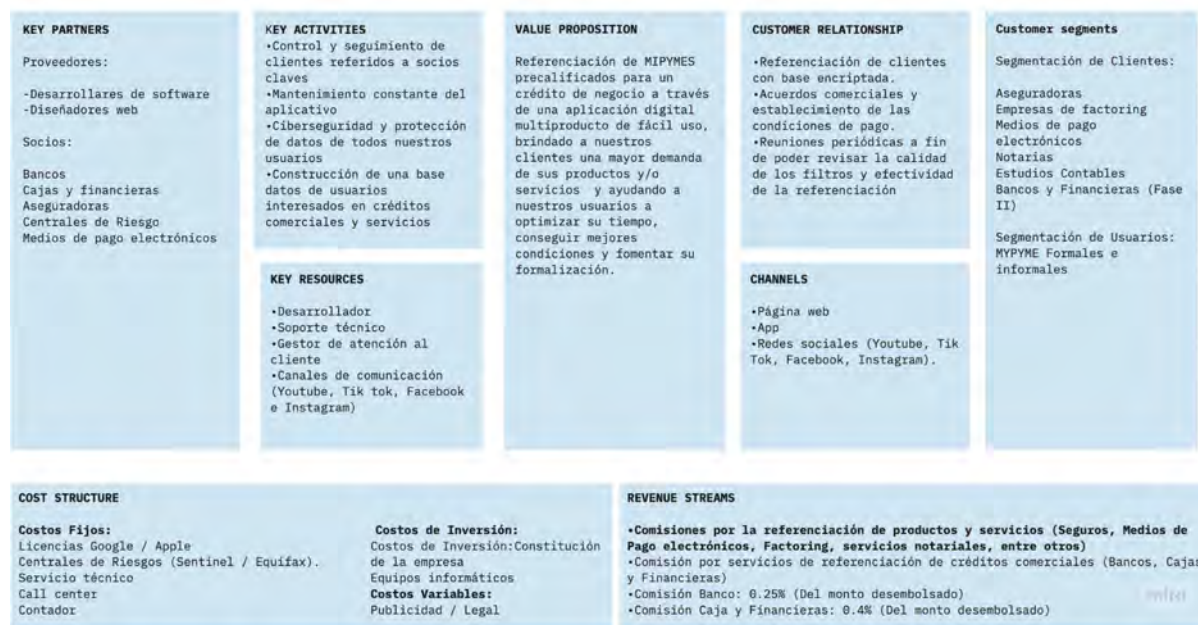 KEY PARTNERS
Proveedores:
-Desarrollares de software
-Diseñadores web
Socios:
Bancos
Cajas y financieras
Aseguradoras
Centrales de Riesgo
Medios de pago electrónicos
KEY ACTIVITIES
•Control y seguimiento de
clientes referidos a socios
claves
•Mantenimiento constante del
aplicativo
•Ciberseguridad y protección
de datos de todos nuestros
usuarios
•Construcción de una base
datos de usuarios
interesados en créditos
comerciales y servicios
KEY RESOURCES
•Desarrollador
•Soporte técnico
•Gestor de atención al
cliente
•Canales de comunicación
(Youtube, Tik tok, Facebook
e Instagram)
VALUE PROPOSITION
Referenciación de MIPYMES
precalificados para un
crédito de negocio a través
de una aplicación digital
multiproducto de fácil uso,
brindado a nuestros
clientes una mayor demanda
de sus productos y/o
servicios y ayudando a
nuestros usuarios a
optimizar su tiempo,
conseguir mejores
condiciones y fomentar su
formalización.
CUSTOMER RELATIONSHIP
•Referenciación de clientes
con base encriptada.
•Acuerdos comerciales y
establecimiento de las
condiciones de pago.
•Reuniones periódicas a fin
de poder revisar la calidad
de los filtros y efectividad
de la referenciación
CHANNELS
•Página web
•App
•Redes sociales (Youtube, Tik
Tok, Facebook, Instagram).
Customer segments
Segmentación de Clientes:
Aseguradoras
Empresas de factoring
Medios de pago
electrónicos
Notarias
Estudios Contables
Bancos y Financieras (Fase
II)
Segmentación de Usuarios:
MYPYME Formales e
informales
COST STRUCTURE
Costos Fijos:
Licencias Google / Apple
Centrales de Riesgos (Sentinel / Equifax).
Servicio técnico
Call center
Contador
Costos de Inversión:
Costos de Inversión:Constitución
de la empresa
Equipos informáticos
Costos Variables:
Publicidad / Legal
REVENUE STREAMS
•Comisiones por la referenciación de productos y servicios (Seguros, Medios de
Pago electrónicos, Factoring, servicios notariales, entre otros)
•Comisión por servicios de referenciación de créditos comerciales (Bancos, Cajas
y Financieras)
•Comisión Banco: 0.25% (Del monto desembolsado)
•Comisión Caja y Financieras: 0.4% (Del monto desembolsado)
miro